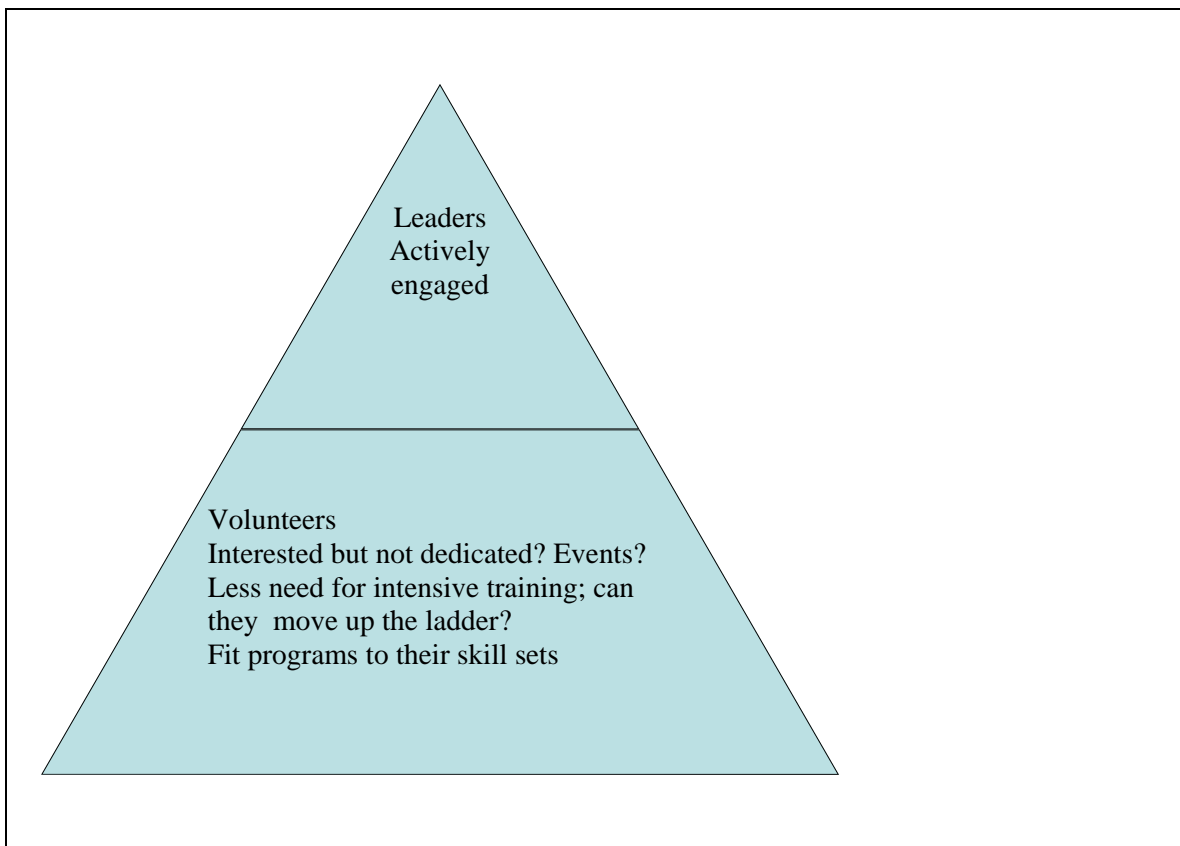 Leaders
Actively
engaged
Volunteers
Interested but not dedicated? Events?
Less need for intensive training; can
they  move up the ladder?
Fit programs to their skill sets